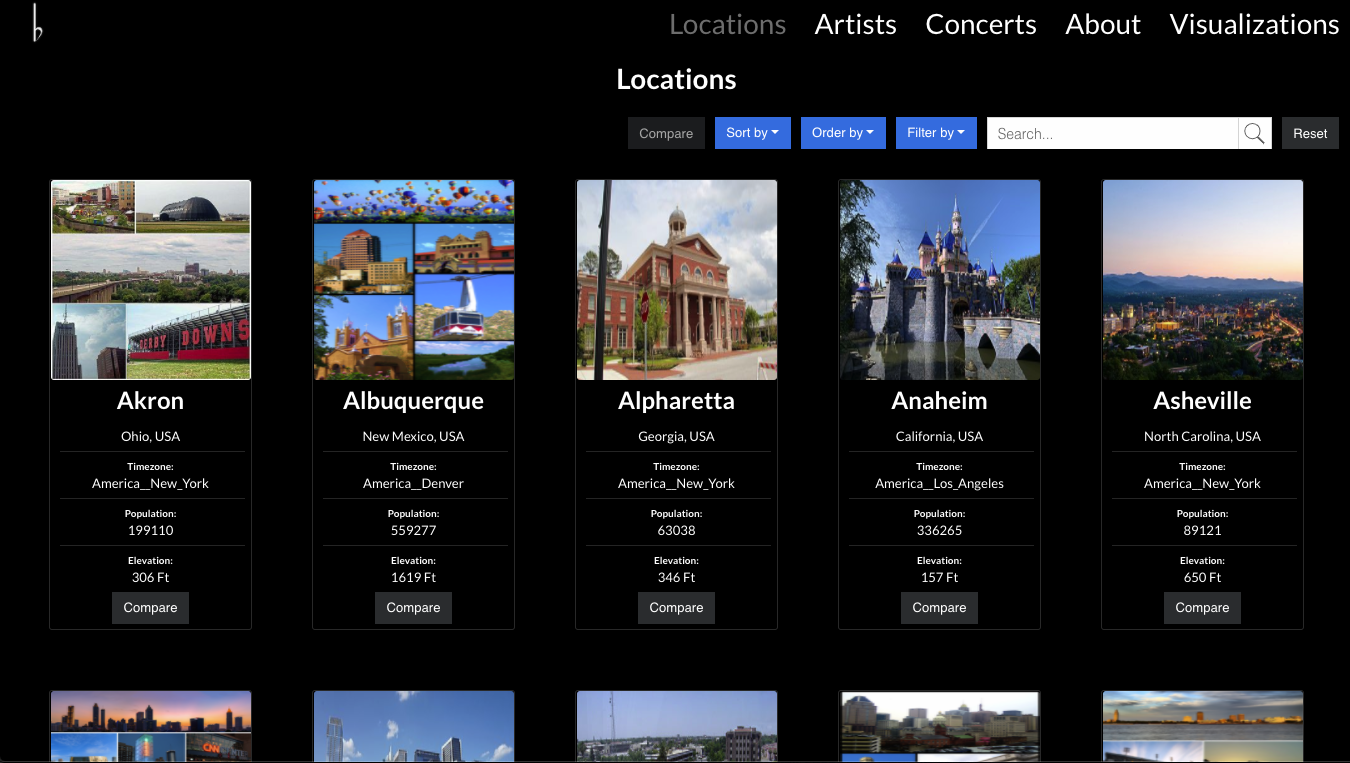 Locations Artists Concerts About Visualizations
Locations
Compare Sort by Order by Filter by Search... Reset
DERBY DOWNS
Akron Albuquerque Alpharetta Anaheim Asheville
Ohio, USA New Mexico, USA Georgia, USA California, USA North Carolina, USA
Timezone: Timezone: Timezone: Timezone: Timezone:
America__New_York America__Denver America__New_York America__Los_Angeles America__New_York
Population: Population: Population: Population: Population:
199110 559277 63038 336265 89121
Elevation: Elevation: Elevation: Elevation: Elevation:
306 Ft 1619 Ft 346 Ft 157 Ft 650 Ft
Compare Compare Compare Compare Compare
CNN